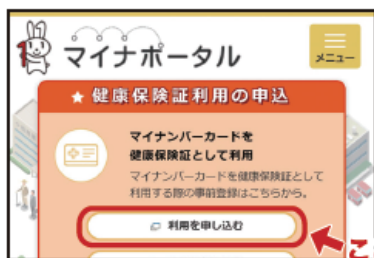 マイナポータル
メニュー
★ 健康保険証利用の申込
マイナンバーカードを
健康保険証として利用
マイナンバーカードを健康保険証として
利用する際の事前登録はこちらから。
利用を申し込む
こ